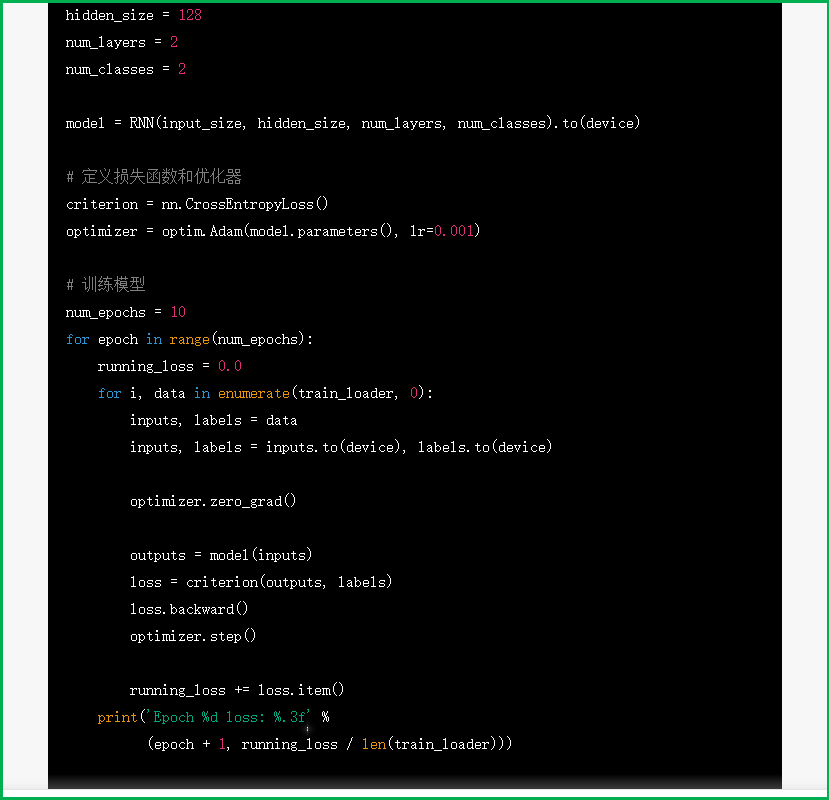 hidden_size = 128
num_layers = 2
num_classes = 2
model = RNN(input_size, hidden_size, num_layers, num_classes).to(device)
# 定义损失函数和优化器
criterion = nn.CrossEntropyLoss()
optimizer = optim.Adam(model.parameters(), lr=0.001)
# 训练模型
num_epochs = 10
for epoch in range(num_epochs):
    running_loss = 0.0
    for i, data in enumerate(train_loader, 0):
        inputs, labels = data
        inputs, labels = inputs.to(device), labels.to(device)
        optimizer.zero_grad()
        outputs = model(inputs)
        loss = criterion(outputs, labels)
        loss.backward()
        optimizer.step()
        running_loss += loss.item()
    print('Epoch %d loss: %.3f' %
          (epoch + 1, running_loss / len(train_loader)))